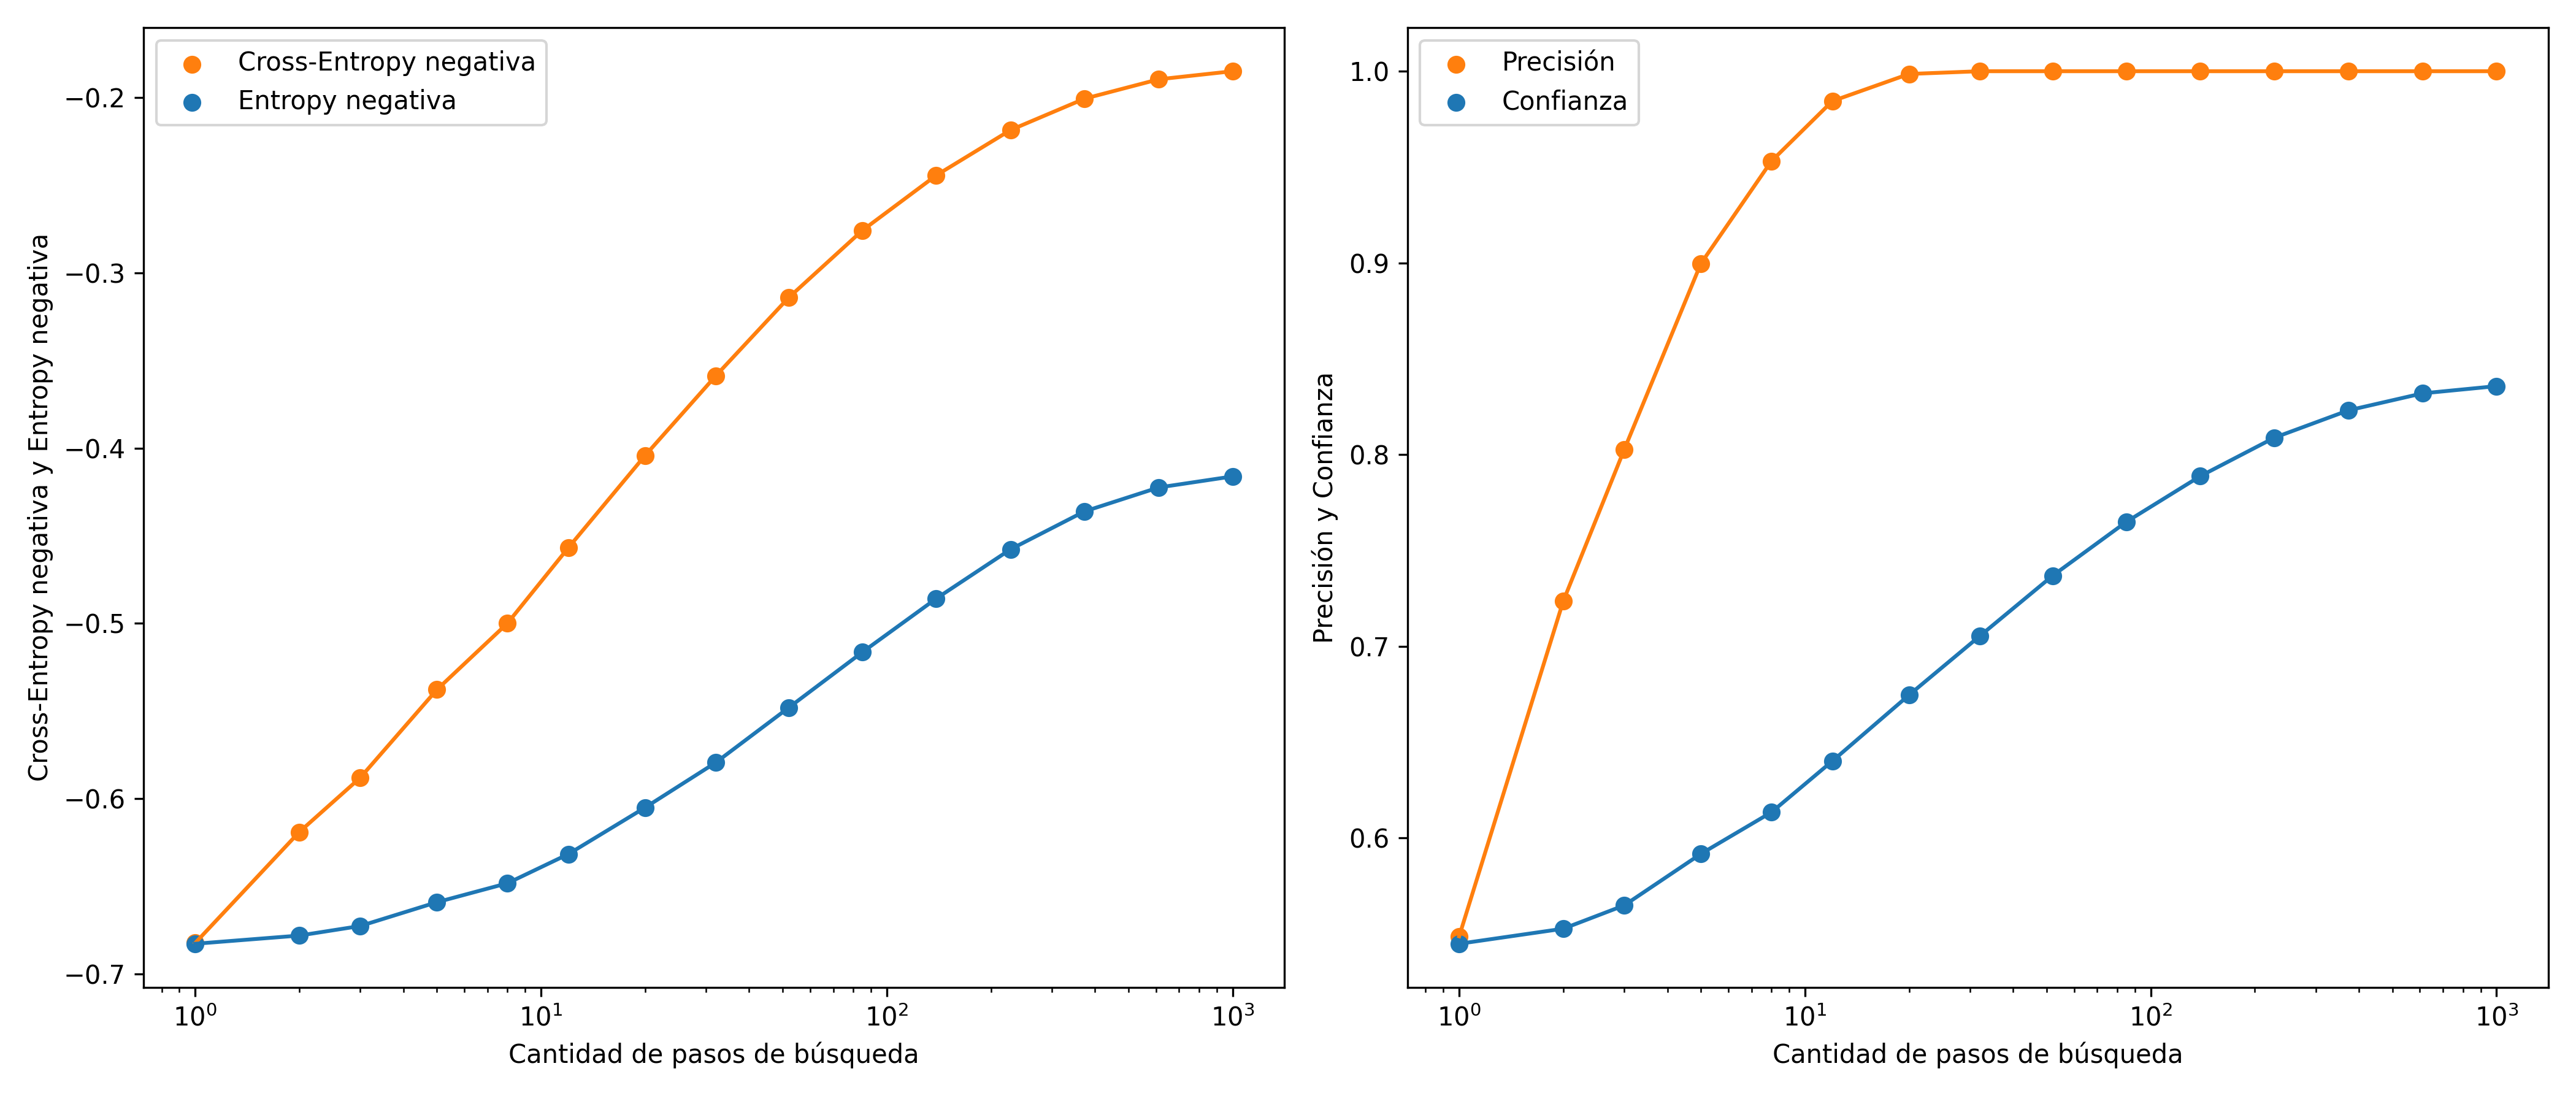 Cross-Entropy negativa y Entropy negativa
−0.2
−0.3
−0.4
−0.5
−0.6
−0.7
Cross-Entropy negativa
Entropy negativa
10⁰
10¹
10²
10³
Cantidad de pasos de búsqueda
Precisión y Confianza
1.0
0.9
0.8
0.7
0.6
Precisión
Confianza
10⁰
10¹
10²
10³
Cantidad de pasos de búsqueda